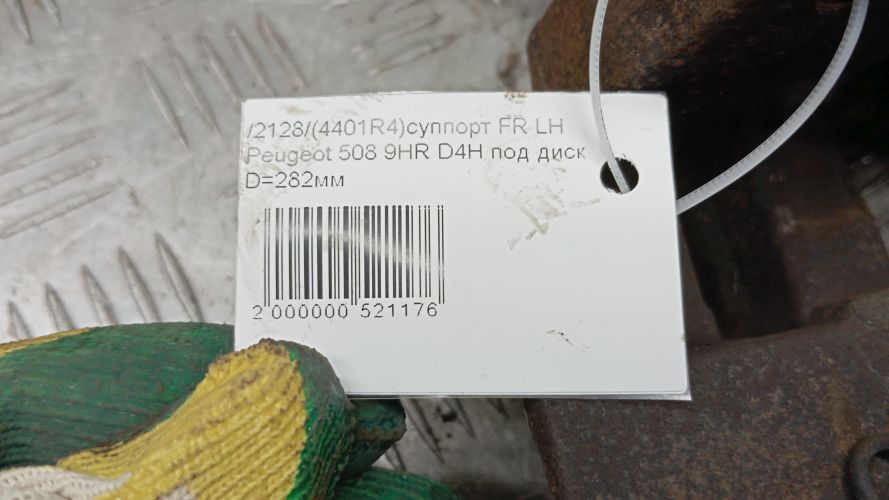 /2128/(4401R4)суппорт FR LH
Peugeot 508 9HR D4H под диск
D=282мм
2 000000 521176